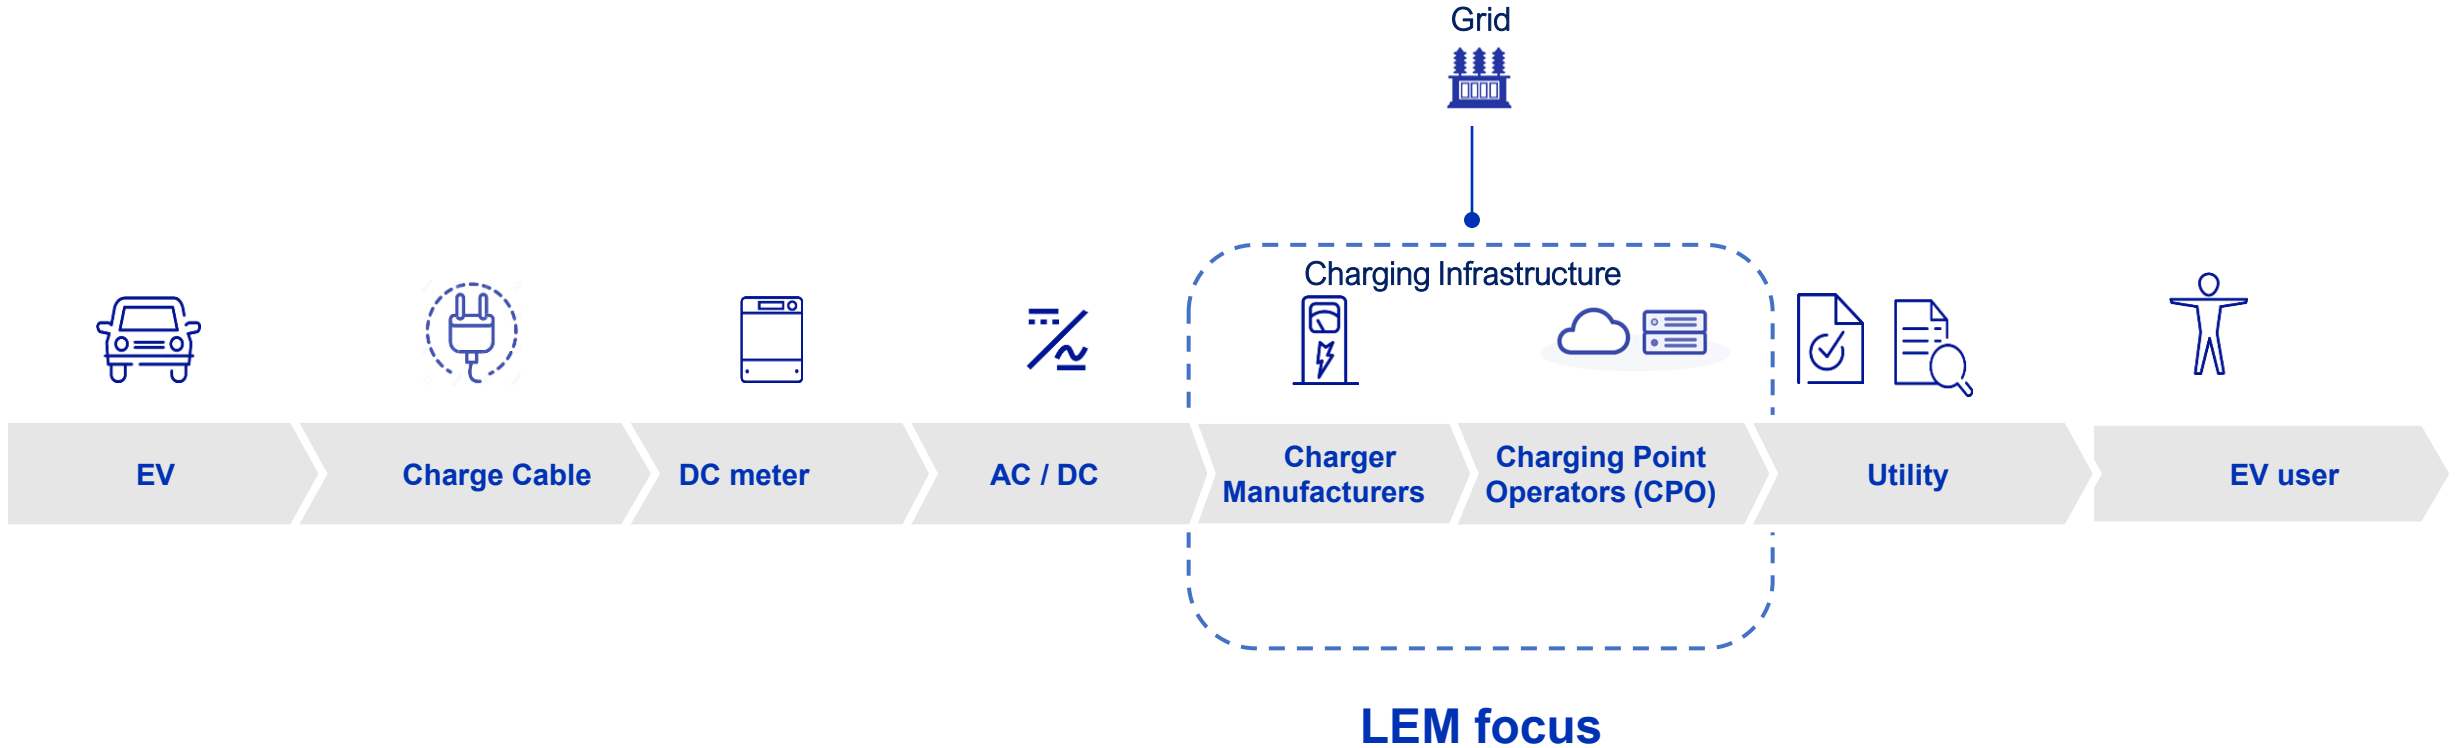 Grid
Charging Infrastructure
EV
Charge Cable
DC meter
AC / DC
Charger
Manufacturers
Charging Point
Operators (CPO)
Utility
EV user
LEM focus